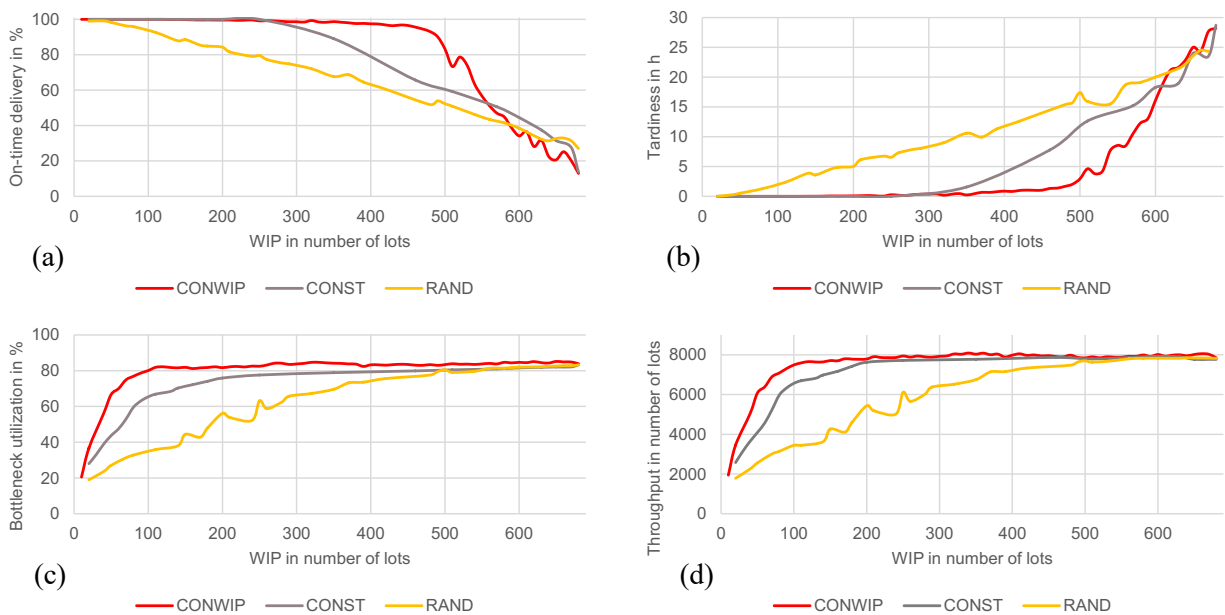 On-time delivery in %
100
80
60
40
20
0
0 100 200 300 400 500 600
WIP in number of lots
(a)
CONWIP CONST RAND
Tardiness in h
30
25
20
15
10
5
0
0 100 200 300 400 500 600
WIP in number of lots
(b)
CONWIP CONST RAND
Bottleneck utilization in %
100
80
60
40
20
0
0 100 200 300 400 500 600
WIP in number of lots
(c)
CONWIP CONST RAND
Throughput in number of lots
8000
6000
4000
2000
0 100 200 300 400 500 600
WIP in number of lots
(d)
CONWIP CONST RAND